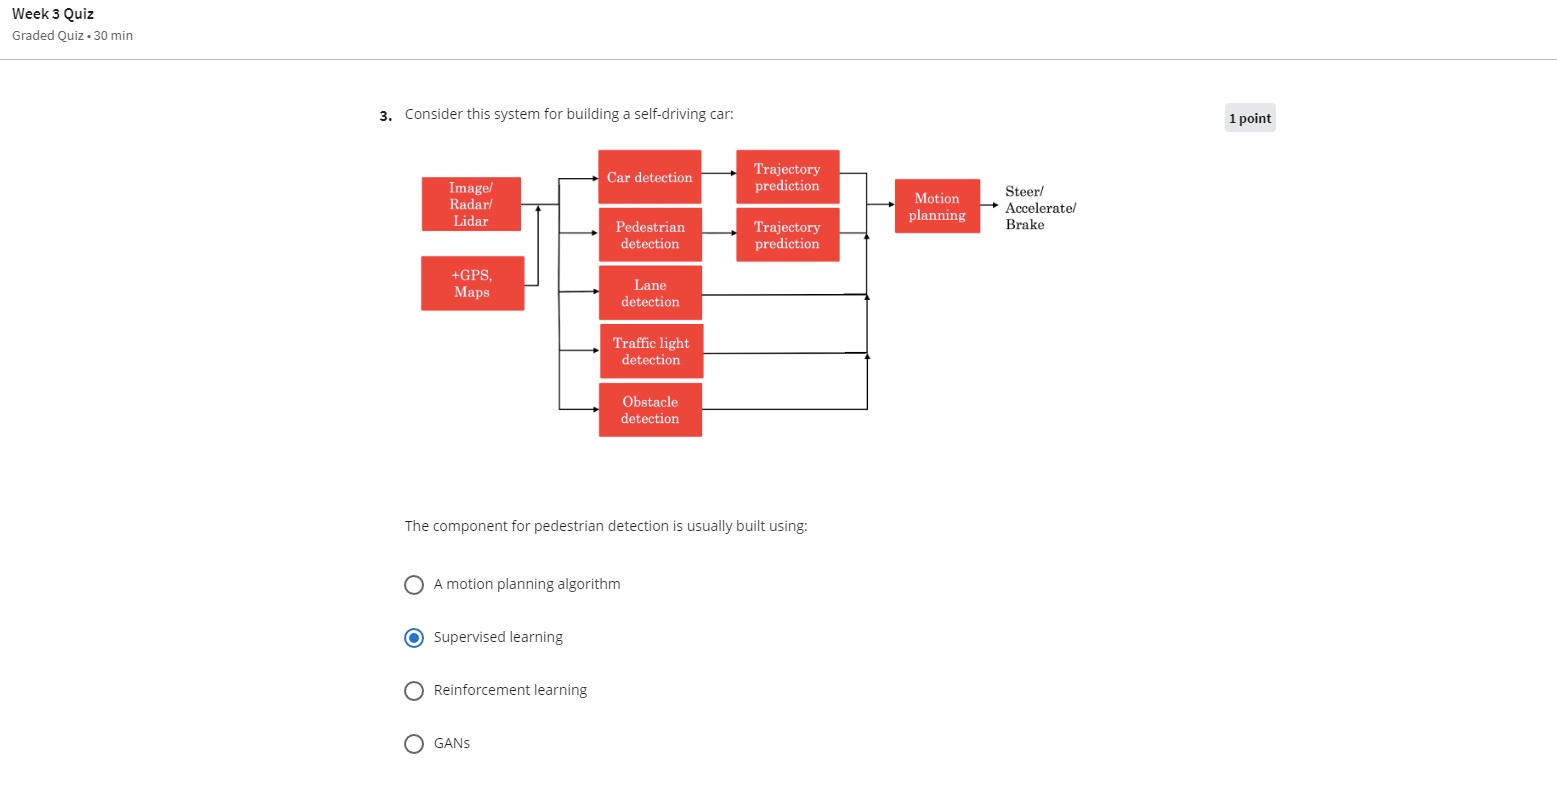 Week 3 Quiz
Graded Quiz • 30 min
3. Consider this system for building a self-driving car:
1 point
Image/
Radar/
Lidar
+GPS,
Maps
Car detection
Trajectory
prediction
Pedestrian
detection
Trajectory
prediction
Lane
detection
Traffic light
detection
Obstacle
detection
Motion
planning
Steer/
Accelerate/
Brake
The component for pedestrian detection is usually built using:
A motion planning algorithm
Supervised learning
Reinforcement learning
GANs